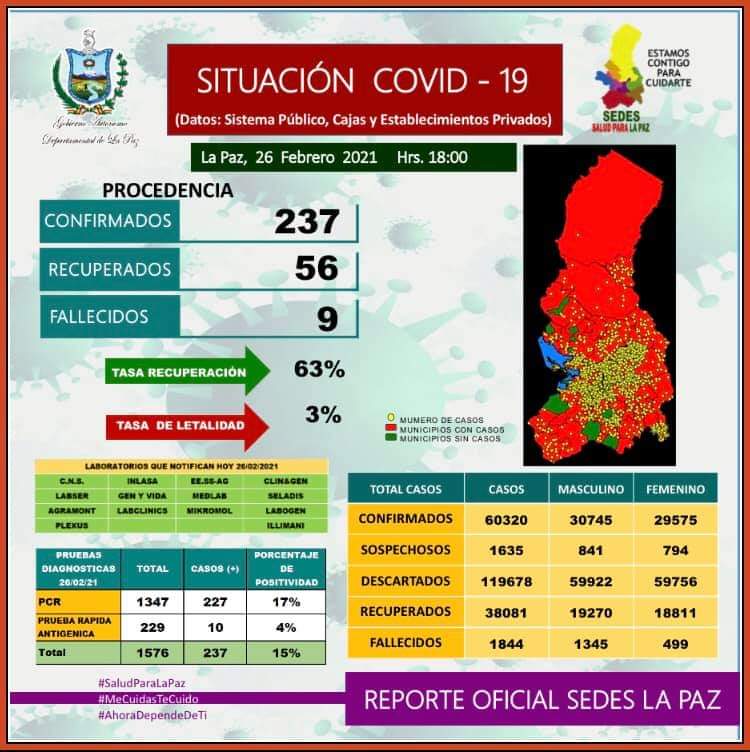 Gobierno Autónomo
Departamental de La Paz
SITUACIÓN COVID - 19
(Datos: Sistema Público, Cajas y Establecimientos Privados)
ESTAMOS
CONTIGO
PARA
CUIDARTE
SEDES
SALUD PARA LA PAZ
La Paz, 26 Febrero 2021 Hrs. 18:00
PROCEDENCIA
CONFIRMADOS 237
RECUPERADOS 56
FALLECIDOS 9
TASA RECUPERACIÓN 63%
TASA DE LETALIDAD 3%
MUMERO DE CASOS
MUNICIPIOS CON CASOS
MUNICIPIOS SIN CASOS
LABORATORIOS QUE NOTIFICAN HOY 26/02/2021
C.N.S. INLASA EE.SS-AG CLIN&GEN
LABSER GEN Y VIDA MEDLAB SELADIS
AGRAMONT LABCLINICS MIKROMOL LABOGEN
PLEXUS ILLIMANI
PRUEBAS DIAGNOSTICAS 26/02/21 TOTAL CASOS (+) PORCENTAJE DE POSITIVIDAD
PCR 1347 227 17%
PRUEBA RAPIDA ANTIGENICA 229 10 4%
Total 1576 237 15%
TOTAL CASOS CASOS MASCULINO FEMENINO
CONFIRMADOS 60320 30745 29575
SOSPECHOSOS 1635 841 794
DESCARTADOS 119678 59922 59756
RECUPERADOS 38081 19270 18811
FALLECIDOS 1844 1345 499
#SaludParaLaPaz
#MeCuidasTeCuido
#AhoraDependeDeTi
REPORTE OFICIAL SEDES LA PAZ